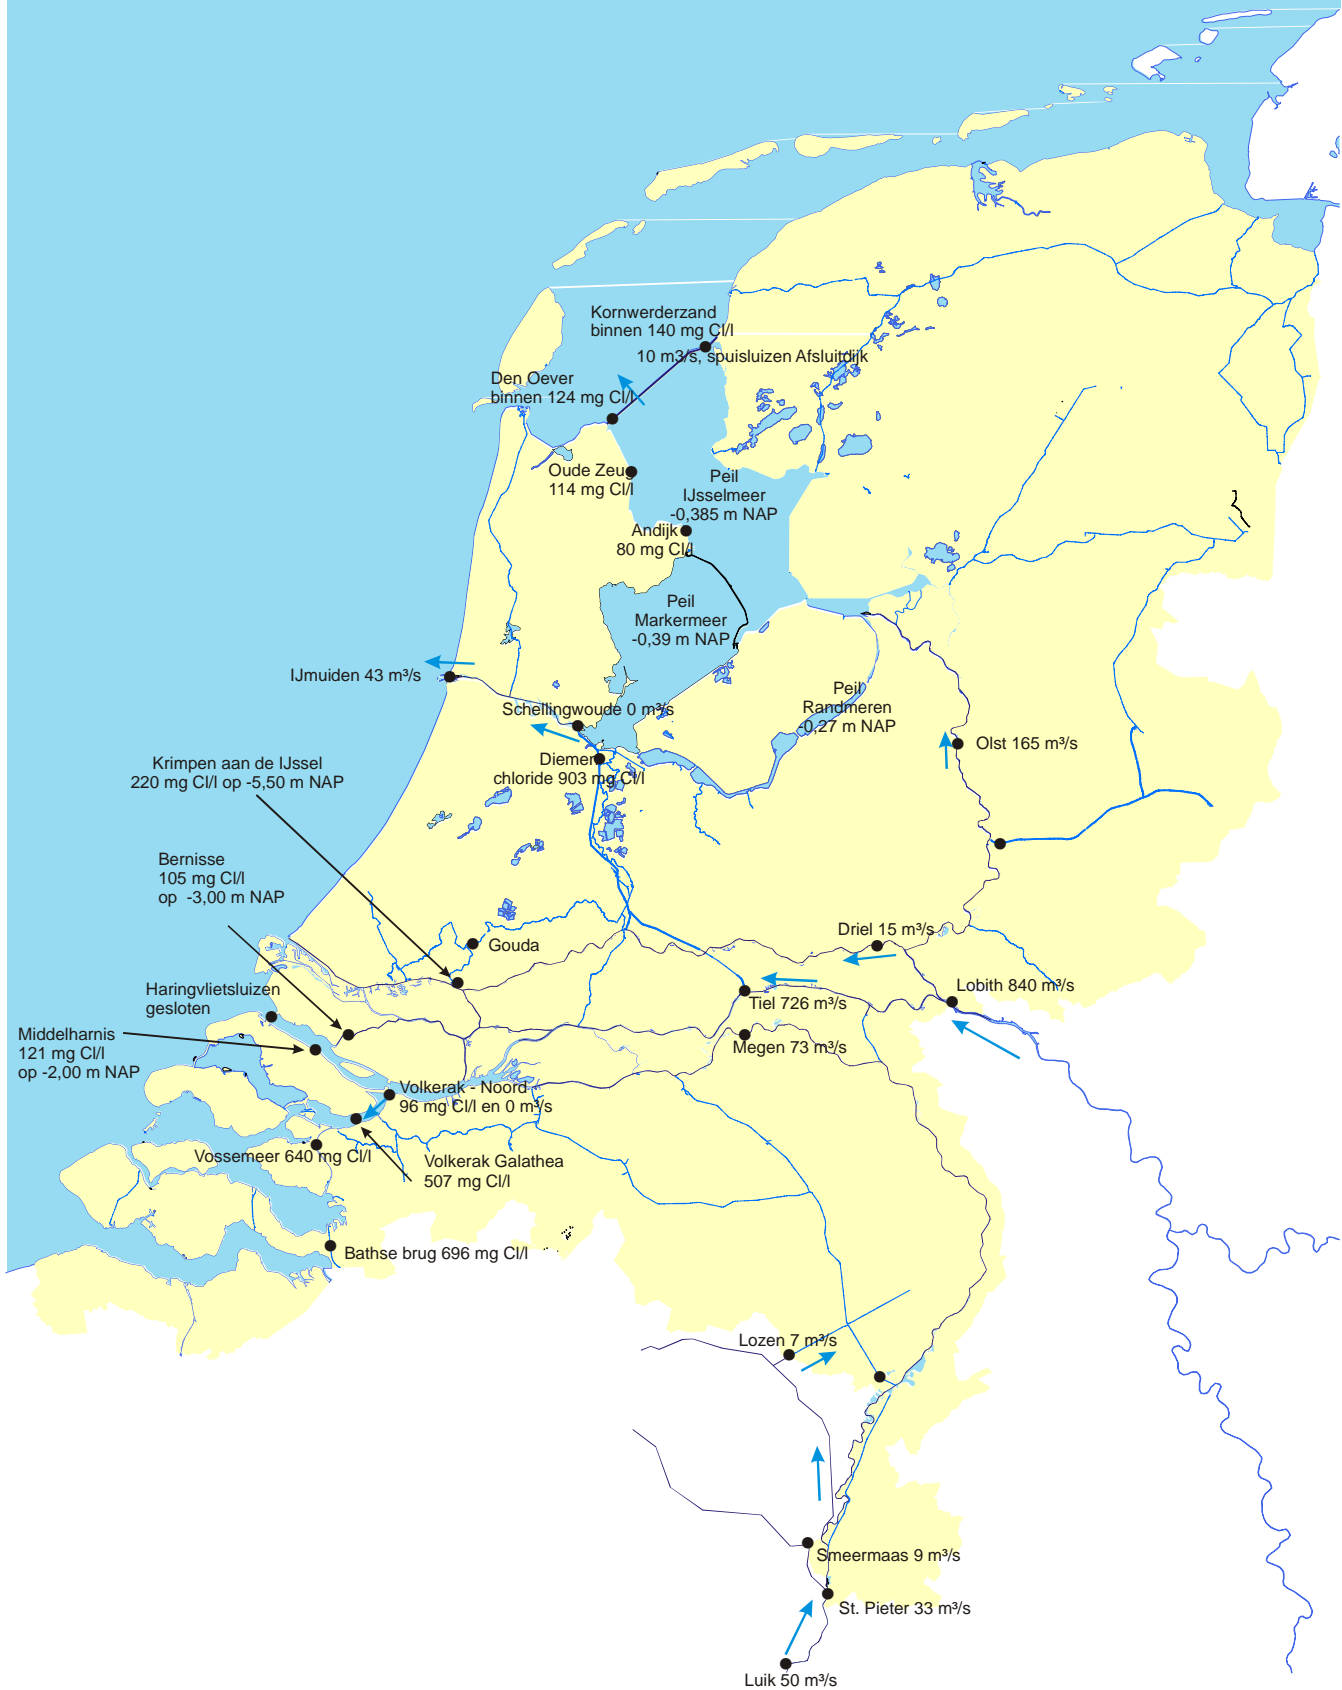 Kornwerderzand
binnen 140 mg Cl/l
10 m3/s, spuisluizen Afsluitdijk
Den Oever
binnen 124 mg Cl/l
Oude Zeug
114 mg Cl/l
Peil
IJsselmeer
-0,385 m NAP
Andijk
80 mg Cl/l
Peil
Markermeer
-0,39 m NAP
IJmuiden 43 m³/s
Schellingwoude 0 m³/s
Peil
Randmeren
-0,27 m NAP
Olst 165 m³/s
Diemen
chloride 903 mg Cl/l
Krimpen aan de IJssel
220 mg Cl/l op -5,50 m NAP
Bernisse
105 mg Cl/l
op -3,00 m NAP
Gouda
Driel 15 m³/s
Haringvlietsluizen
gesloten
Tiel 726 m³/s
Lobith 840 m³/s
Middelharnis
121 mg Cl/l
op -2,00 m NAP
Megen 73 m³/s
Volkerak - Noord
96 mg Cl/l en 0 m³/s
Vossemeer 640 mg Cl/l
Volkerak Galathea
507 mg Cl/l
Bathse brug 696 mg Cl/l
Lozen 7 m³/s
Smeermaas 9 m³/s
St. Pieter 33 m³/s
Luik 50 m³/s